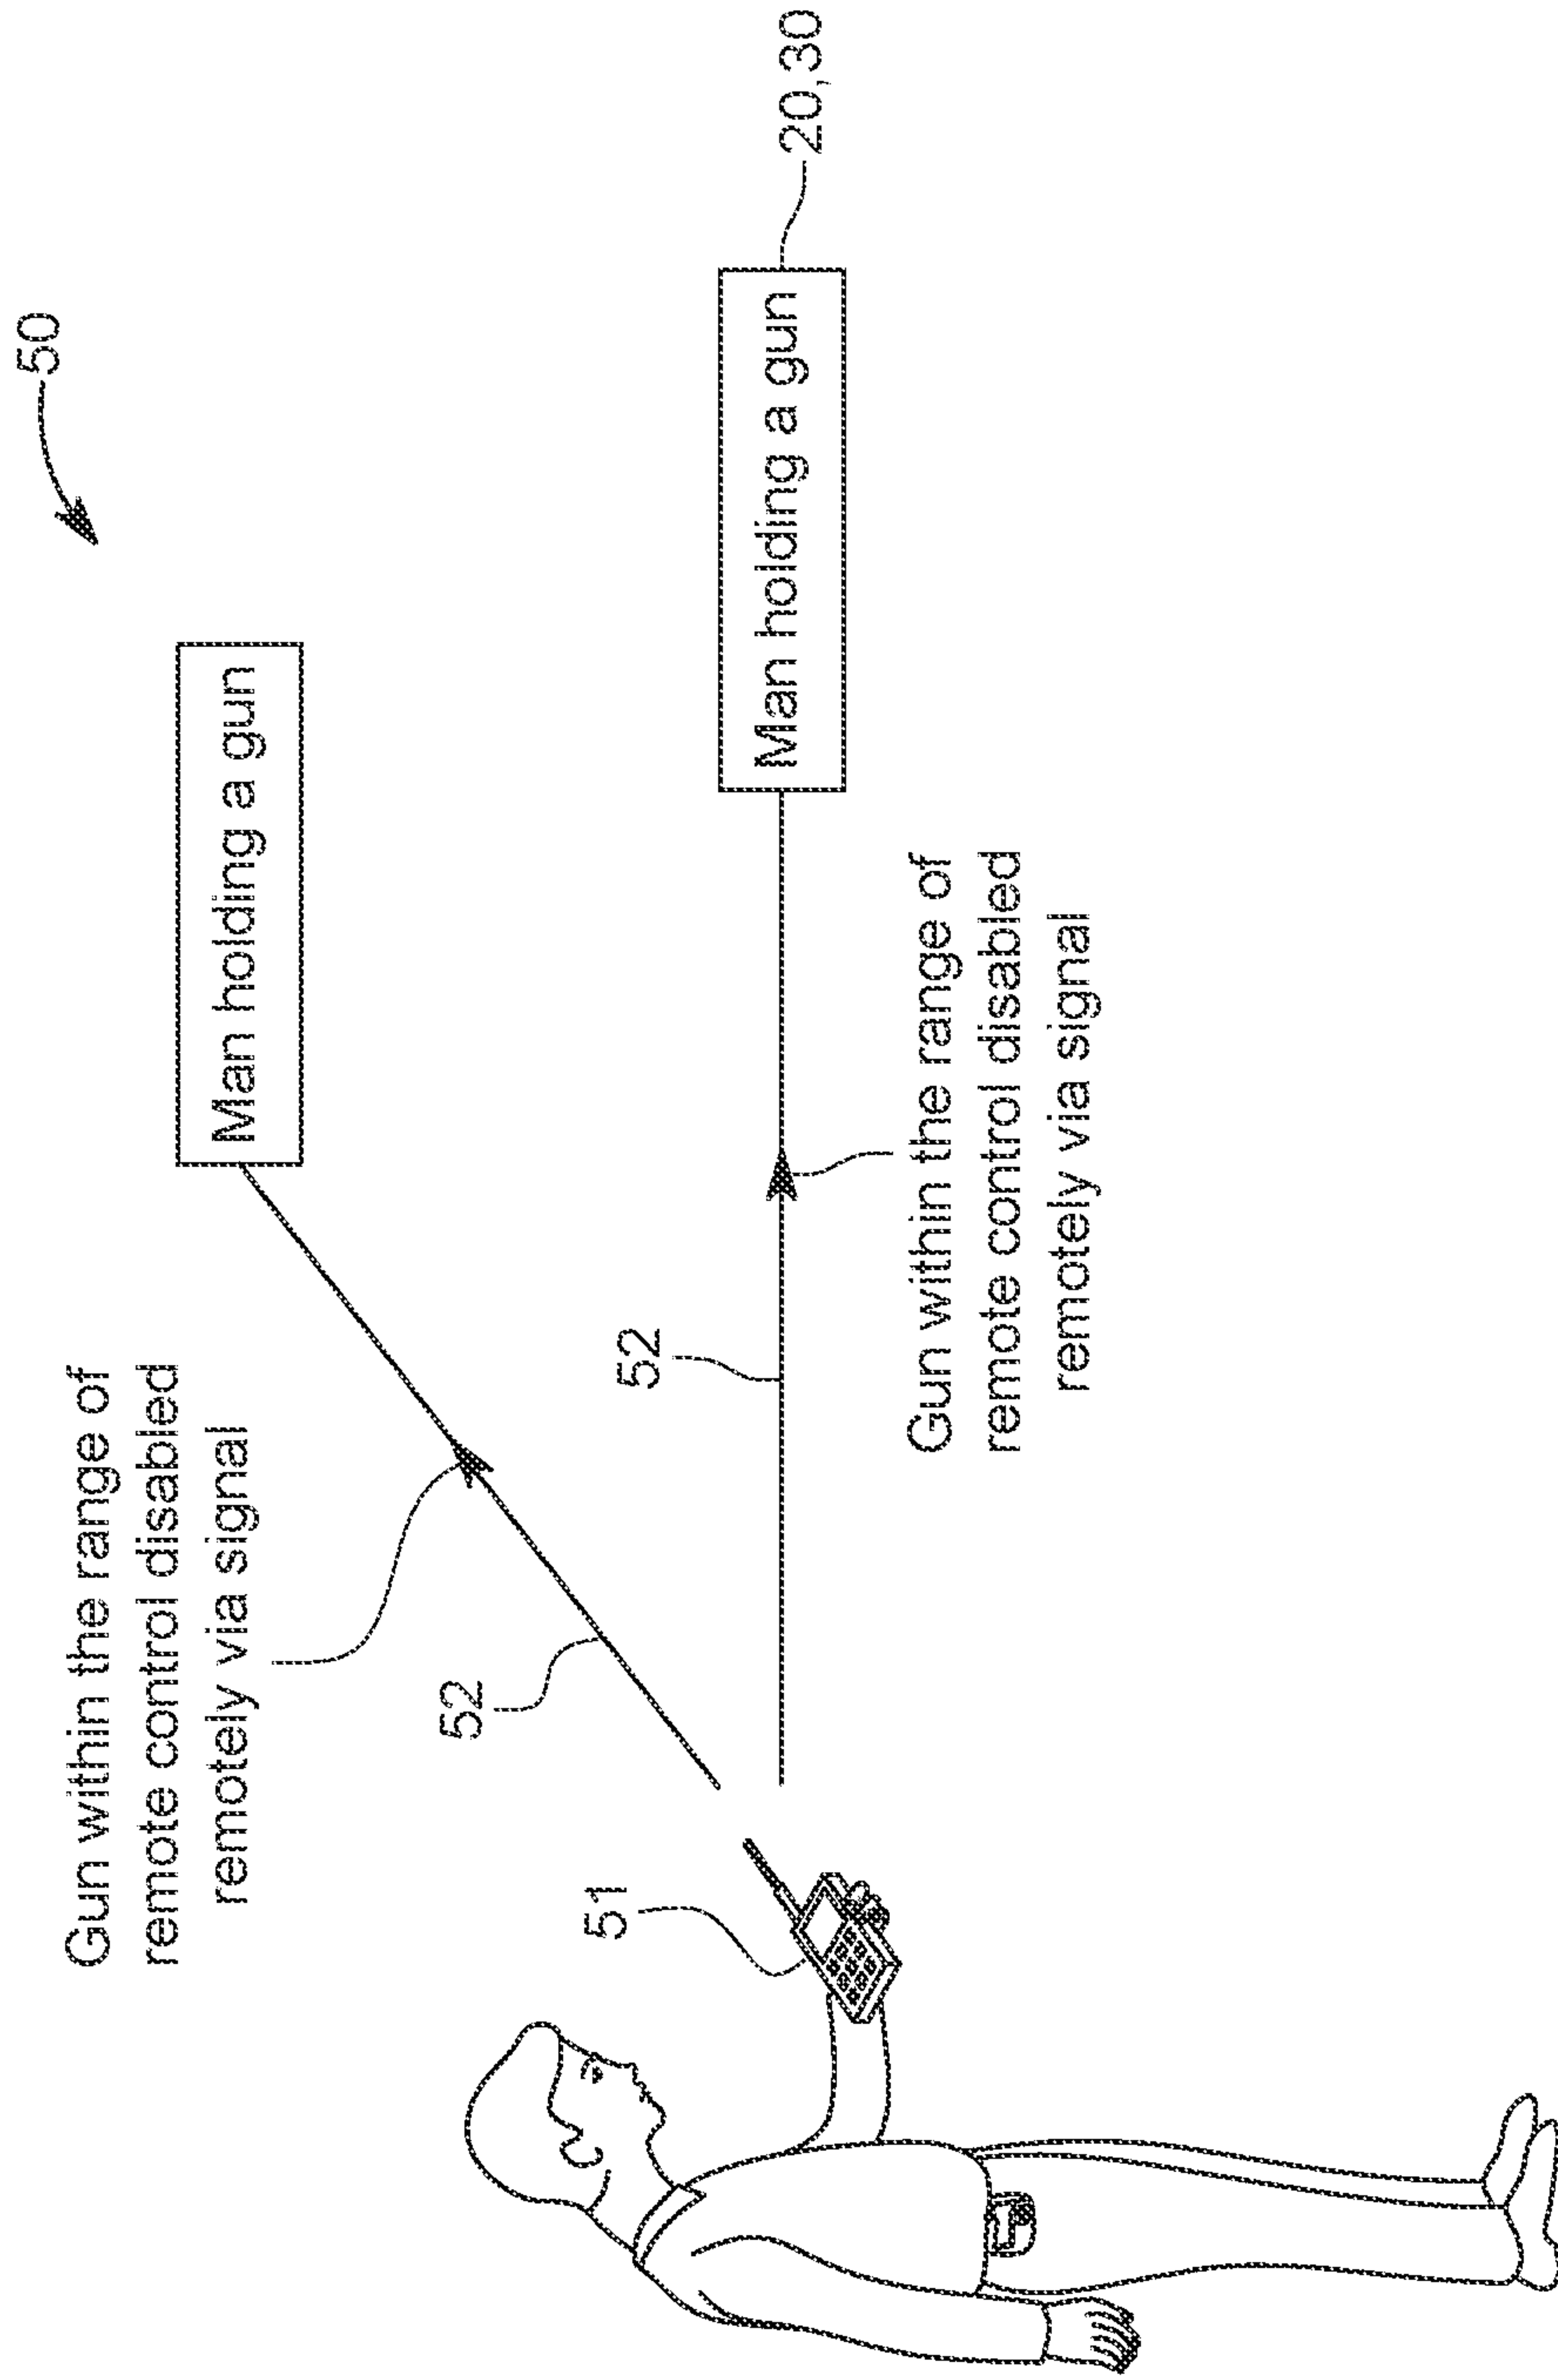 50
Gun within the range of
remote control disabled
remotely via signal
Man holding a gun
52
51
52
Man holding a gun
20,30
Gun within the range of
remote control disabled
remotely via signal